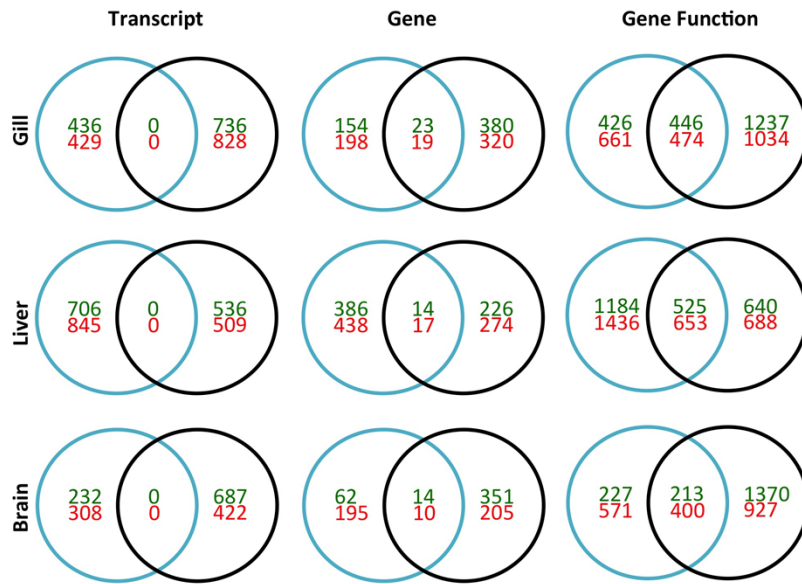 Transcript Gene Gene Function
Gill
436 0 736 154 23 380 426 446 1237
429 0 828 198 19 320 661 474 1034
Liver
706 0 536 386 14 226 1184 525 640
845 0 509 438 17 274 1436 653 688
Brain
232 0 687 62 14 351 227 213 1370
308 0 422 195 10 205 571 400 927